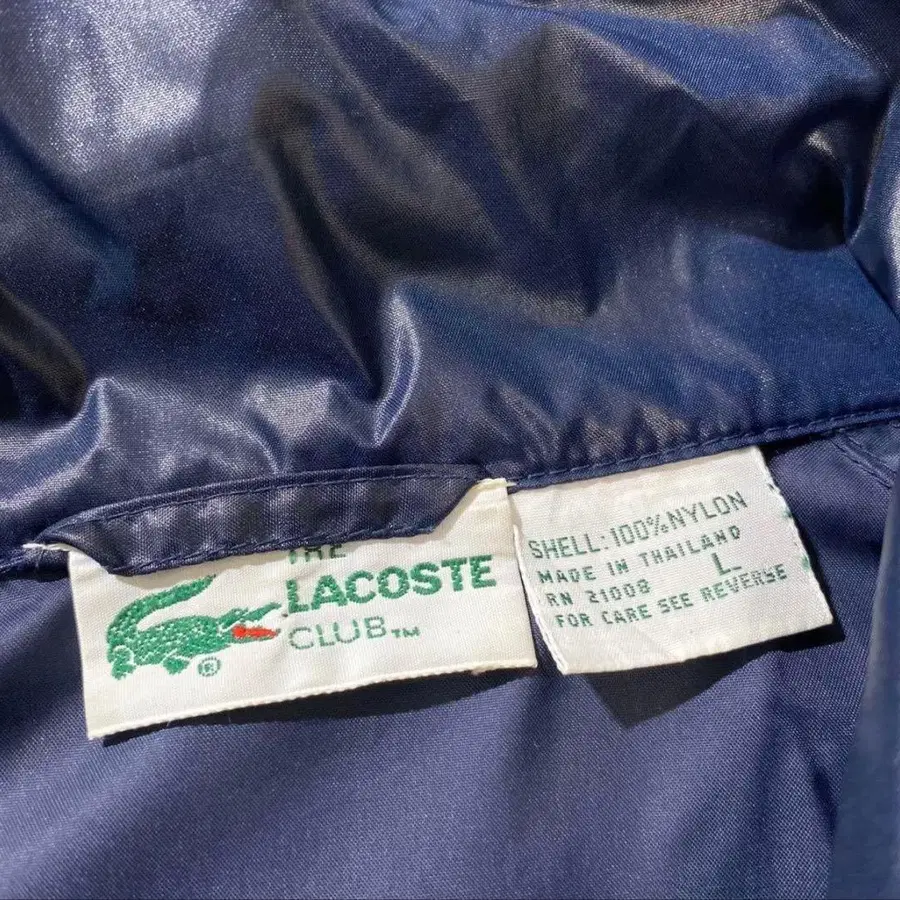 THE
LACOSTE
CLUB™
®
SHELL: 100% NYLON
MADE IN THAILAND
RN 21008 L
FOR CARE SEE REVERSE